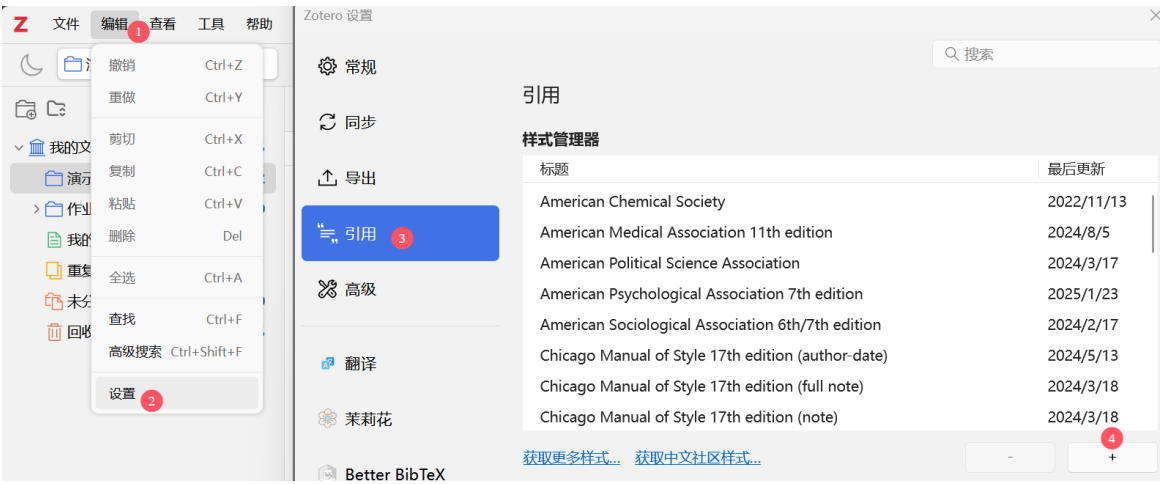 Z 文件 编辑 查看 工具 帮助
1
撤销 Ctrl+Z
重做 Ctrl+Y
剪切 Ctrl+X
复制 Ctrl+C
粘贴 Ctrl+V
删除 Del
全选 Ctrl+A
查找 Ctrl+F
高级搜索 Ctrl+Shift+F
设置
2
我的文
演示
作业
我的
重复
未分
回收
Zotero 设置
搜索
常规
同步
导出
引用
3
高级
翻译
茉莉花
Better BibTeX
引用
样式管理器
标题 最后更新
American Chemical Society 2022/11/13
American Medical Association 11th edition 2024/8/5
American Political Science Association 2024/3/17
American Psychological Association 7th edition 2025/1/23
American Sociological Association 6th/7th edition 2024/2/17
Chicago Manual of Style 17th edition (author-date) 2024/5/13
Chicago Manual of Style 17th edition (full note) 2024/3/18
Chicago Manual of Style 17th edition (note) 2024/3/18
4
获取更多样式... 获取中文社区样式... - +